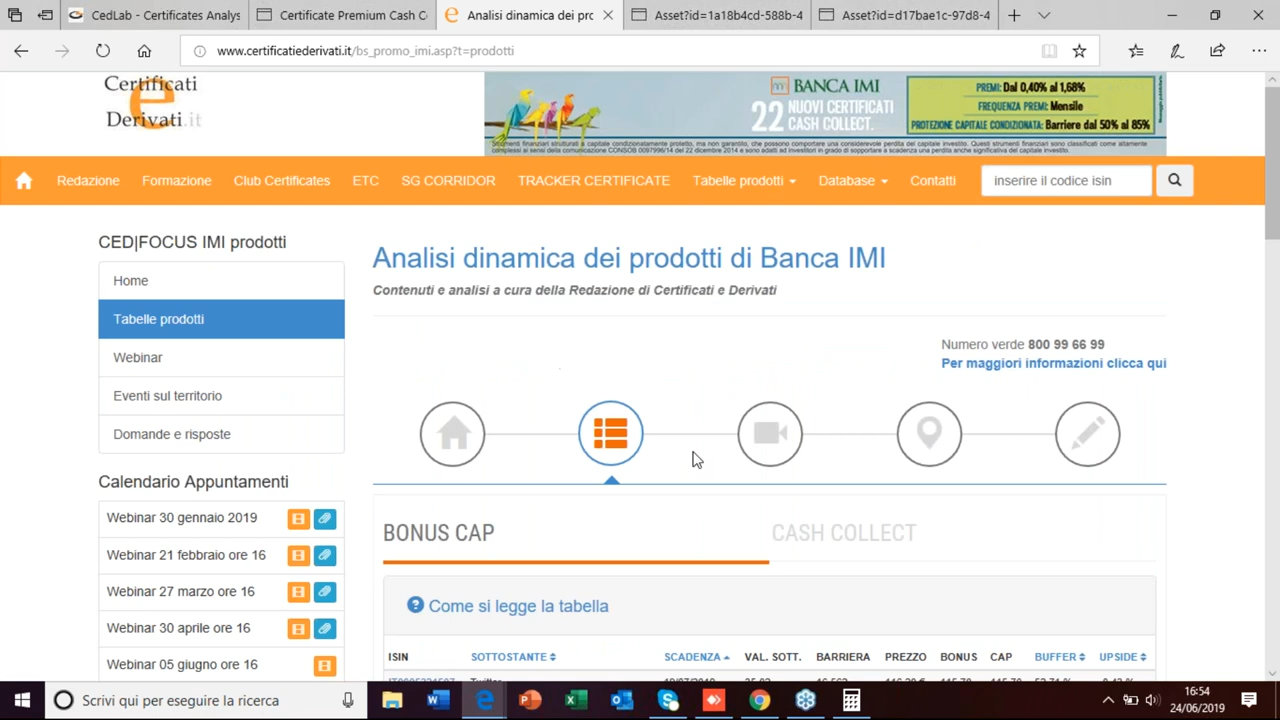 CedLab - Certificates Analys
Certificate Premium Cash C
Analisi dinamica dei pro
Asset?id=1a18b4cd-588b-4
Asset?id=d17bae1c-97d8-4
www.certificatiederivati.it/bs_promo_imi.asp?t=prodotti
Certificati
e
Derivati.it
BANCA IMI
22 NUOVI CERTIFICATI
CASH COLLECT.
PREMI: Dal 0,40% al 1,68%
FREQUENZA PREMI: Mensile
PROTEZIONE CAPITALE CONDIZIONATA: Barriere dal 50% al 85%
Messaggio pubblicitario
Redazione Formazione Club Certificates ETC SG CORRIDOR TRACKER CERTIFICATE Tabelle prodotti Database Contatti inserire il codice isin
CED|FOCUS IMI prodotti
Home
Tabelle prodotti
Webinar
Eventi sul territorio
Domande e risposte
Calendario Appuntamenti
Webinar 30 gennaio 2019
Webinar 21 febbraio ore 16
Webinar 27 marzo ore 16
Webinar 30 aprile ore 16
Webinar 05 giugno ore 16
Analisi dinamica dei prodotti di Banca IMI
Contenuti e analisi a cura della Redazione di Certificati e Derivati
Numero verde 800 99 66 99
Per maggiori informazioni clicca qui
BONUS CAP CASH COLLECT
Come si legge la tabella
ISIN SOTTOSTANTE SCADENZA VAL. SOTT. BARRIERA PREZZO BONUS CAP BUFFER UPSIDE
Scrivi qui per eseguire la ricerca
16:54
24/06/2019